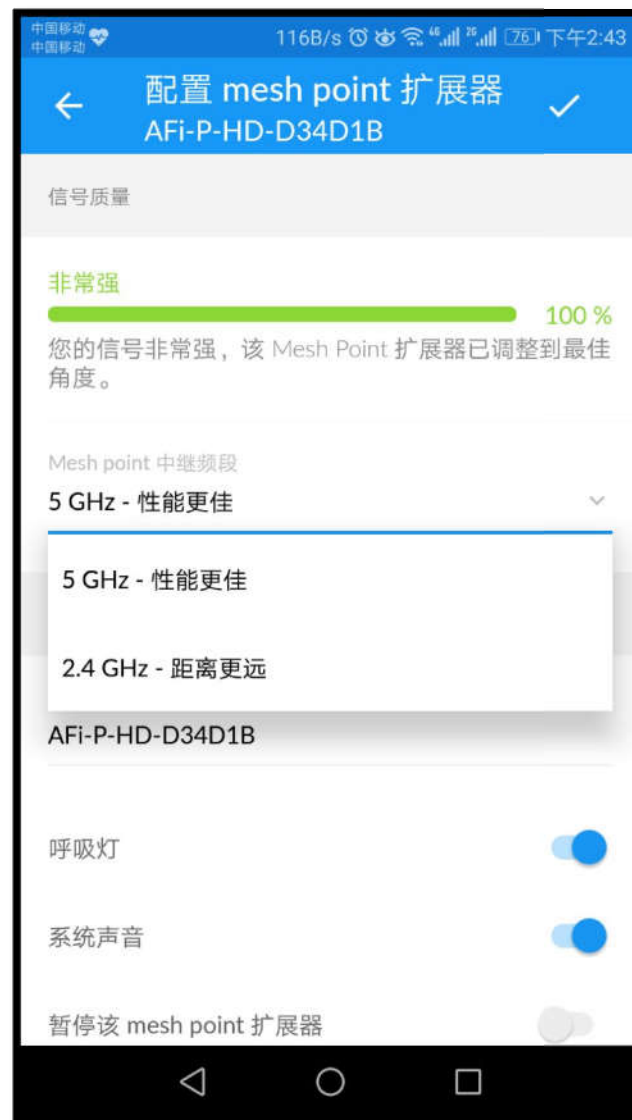 中国移动
中国移动
116B/s 46 26 76 下午2:43
配置 mesh point 扩展器
AFi-P-HD-D34D1B
信号质量
非常强
100 %
您的信号非常强，该 Mesh Point 扩展器已调整到最佳
角度。
Mesh point 中继频段
5 GHz - 性能更佳
5 GHz - 性能更佳
2.4 GHz - 距离更远
AFi-P-HD-D34D1B
呼吸灯
系统声音
暂停该 mesh point 扩展器